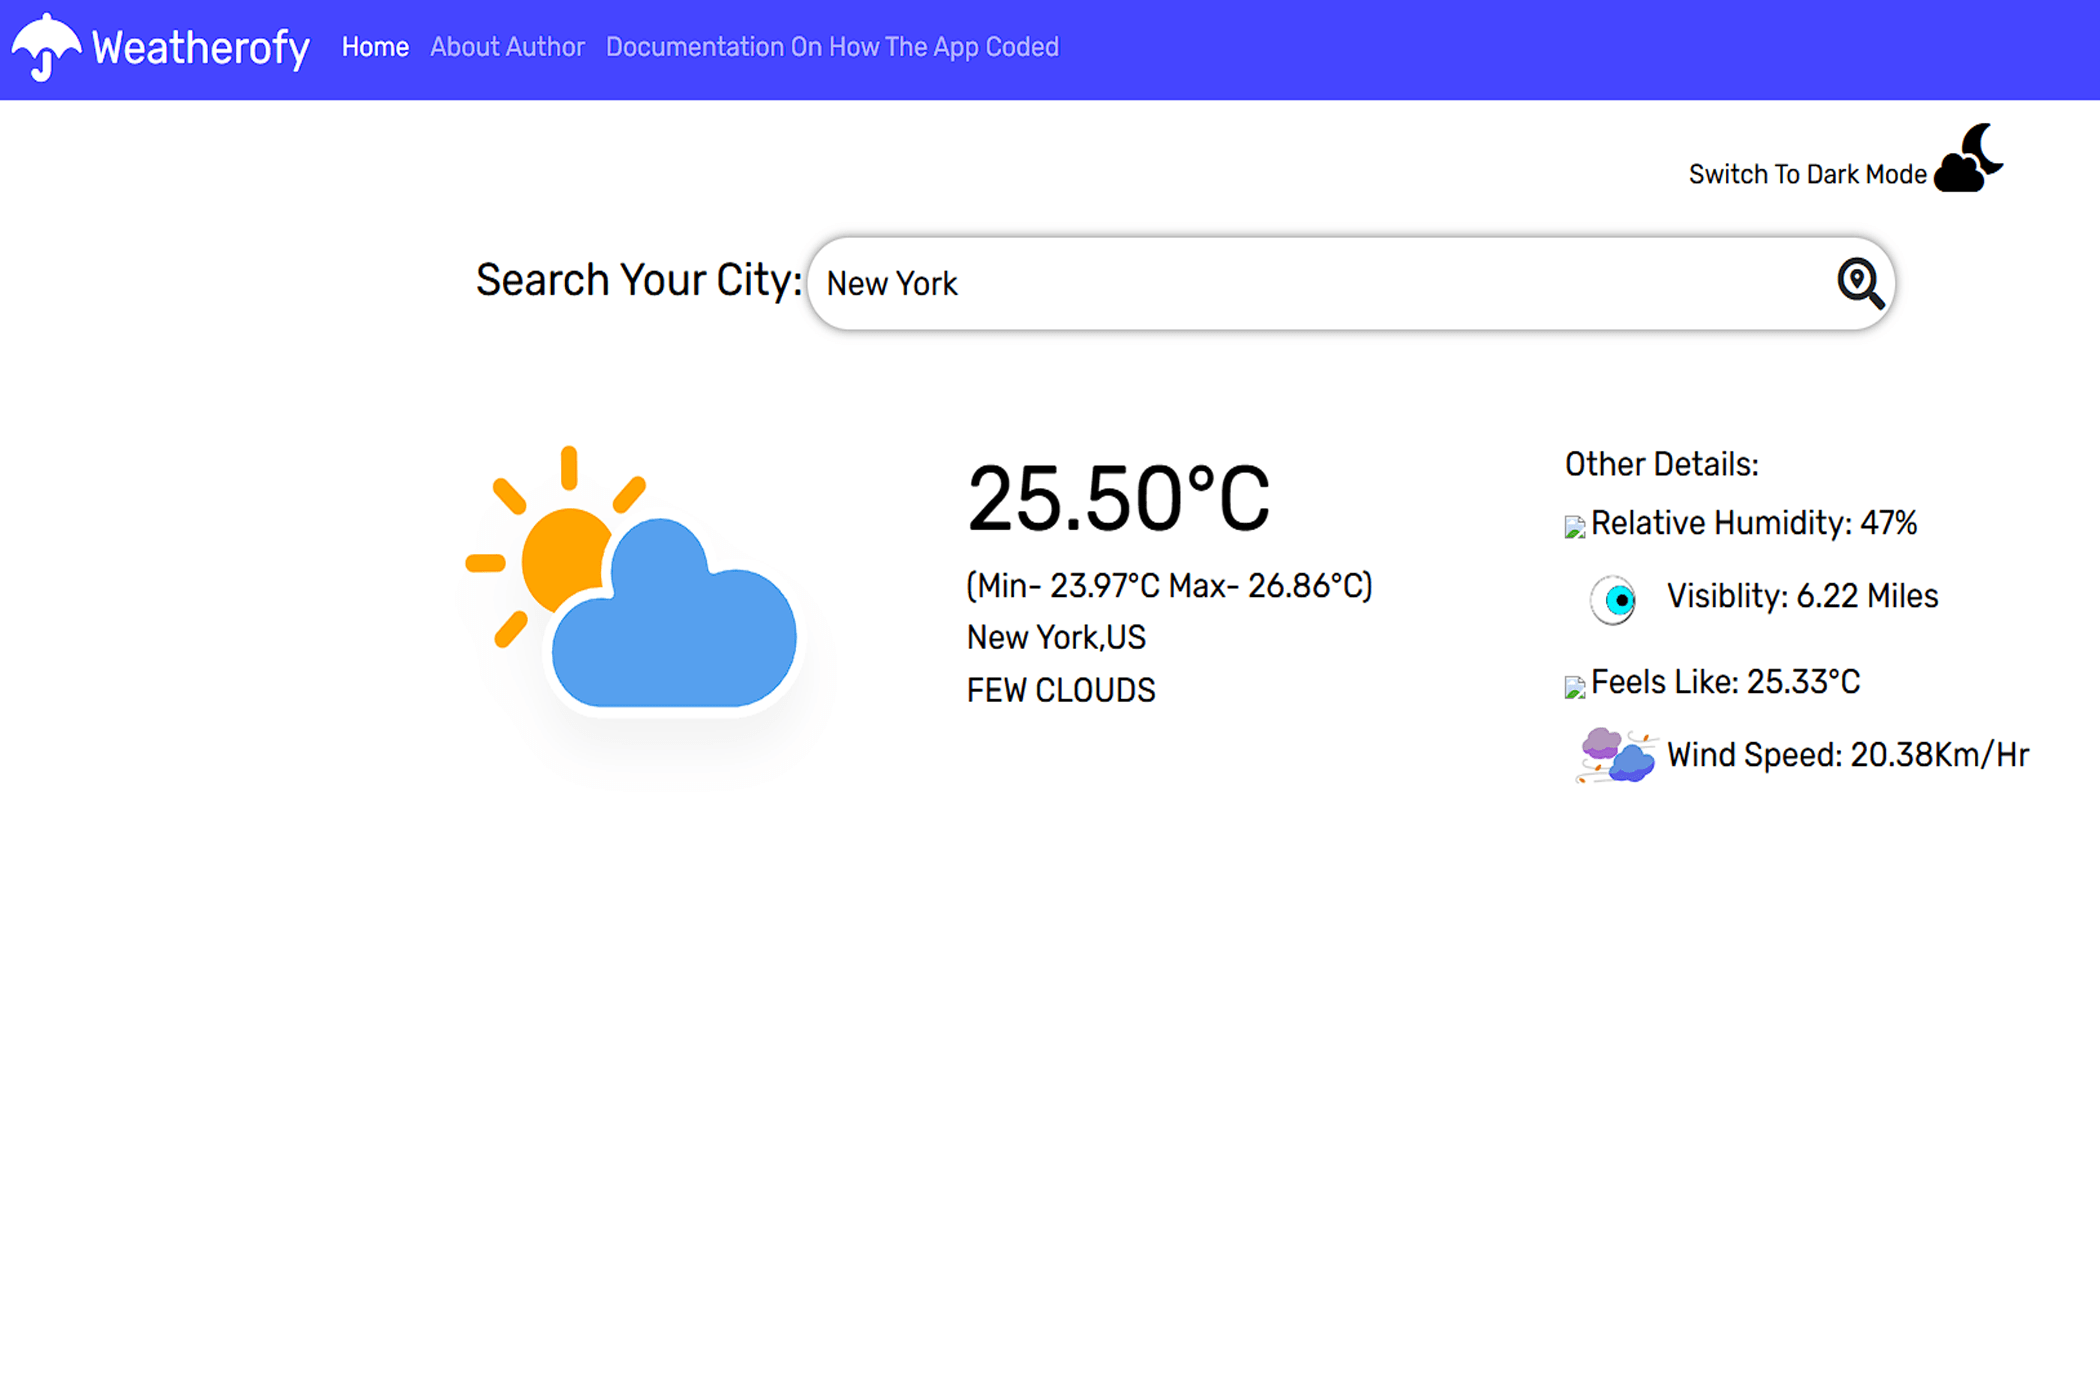 Weatherofy Home About Author Documentation On How The App Coded
Switch To Dark Mode
Search Your City: New York
25.50°C
(Min- 23.97°C Max- 26.86°C)
New York,US
FEW CLOUDS
Other Details:
Relative Humidity: 47%
Visiblity: 6.22 Miles
Feels Like: 25.33°C
Wind Speed: 20.38Km/Hr